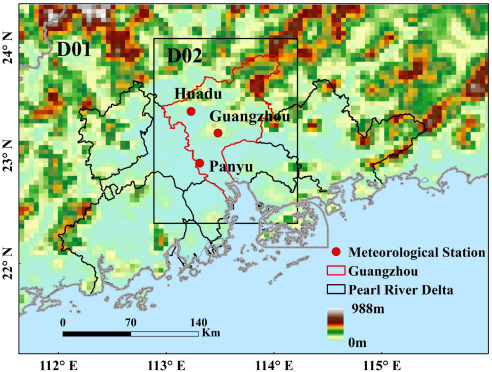 D01
D02
24° N
Huadu
Guangzhou
23° N
Panyu
Meteorological Station
Guangzhou
22° N
Pearl River Delta
988m
0 70 140
Km
0m
112° E 113° E 114° E 115° E